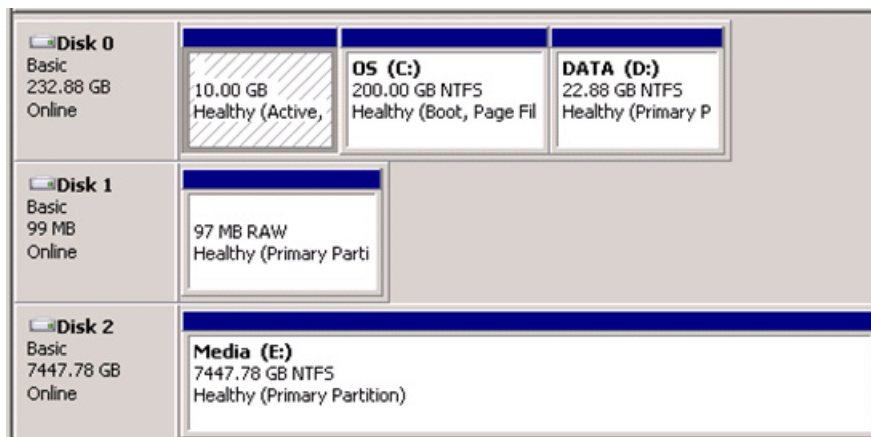 Disk 0
Basic
232.88 GB
Online
10.00 GB
Healthy (Active,
OS (C:)
200.00 GB NTFS
Healthy (Boot, Page Fil
DATA (D:)
22.88 GB NTFS
Healthy (Primary P
Disk 1
Basic
99 MB
Online
97 MB RAW
Healthy (Primary Parti
Disk 2
Basic
7447.78 GB
Online
Media (E:)
7447.78 GB NTFS
Healthy (Primary Partition)